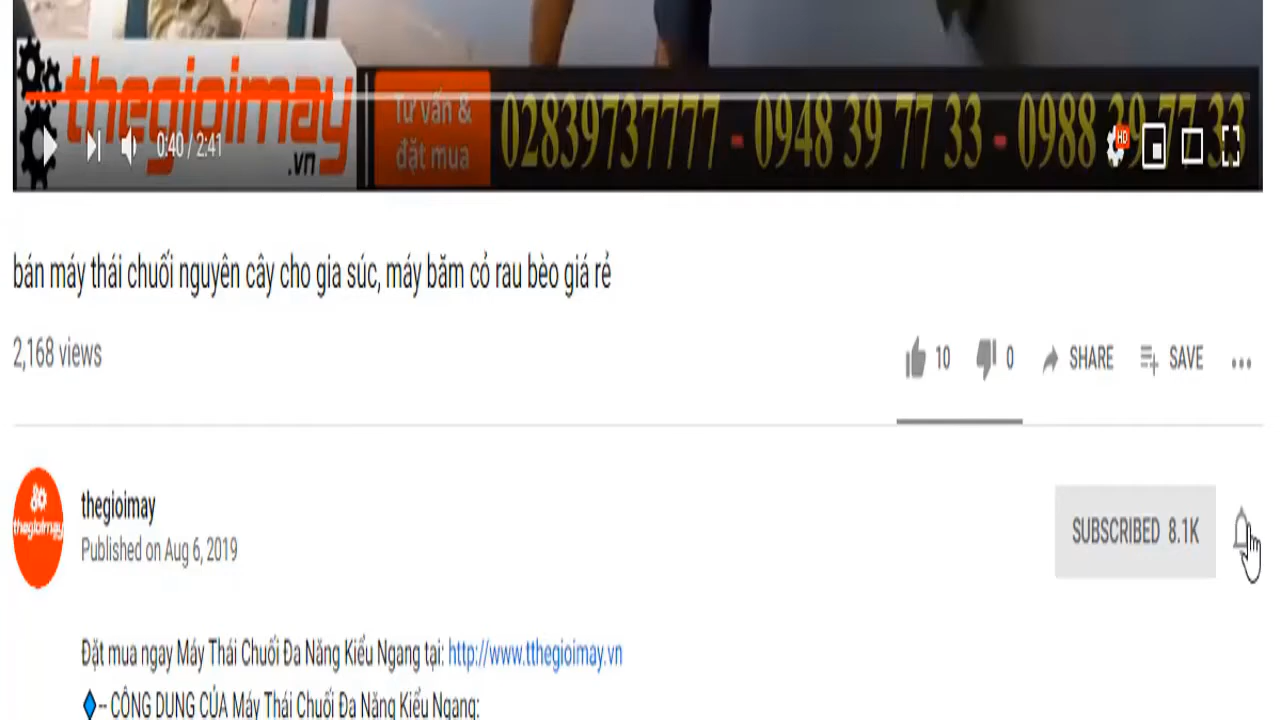 thegioimay
.vn
Tư vấn &
đặt mua
02839737777 - 0948 39 77 33 - 0988 39 77 33
HD
0:40 / 2:41
bán máy thái chuối nguyên cây cho gia súc, máy băm cỏ rau bèo giá rẻ
2,168 views
10 0 SHARE SAVE
thegioimay
thegioimay
Published on Aug 6, 2019
SUBSCRIBED 8.1K
Đặt mua ngay Máy Thái Chuối Đa Năng Kiểu Ngang tại: http://www.tthegioimay.vn
🔷-- CÔNG DỤNG CỦA Máy Thái Chuối Đa Năng Kiểu Ngang: